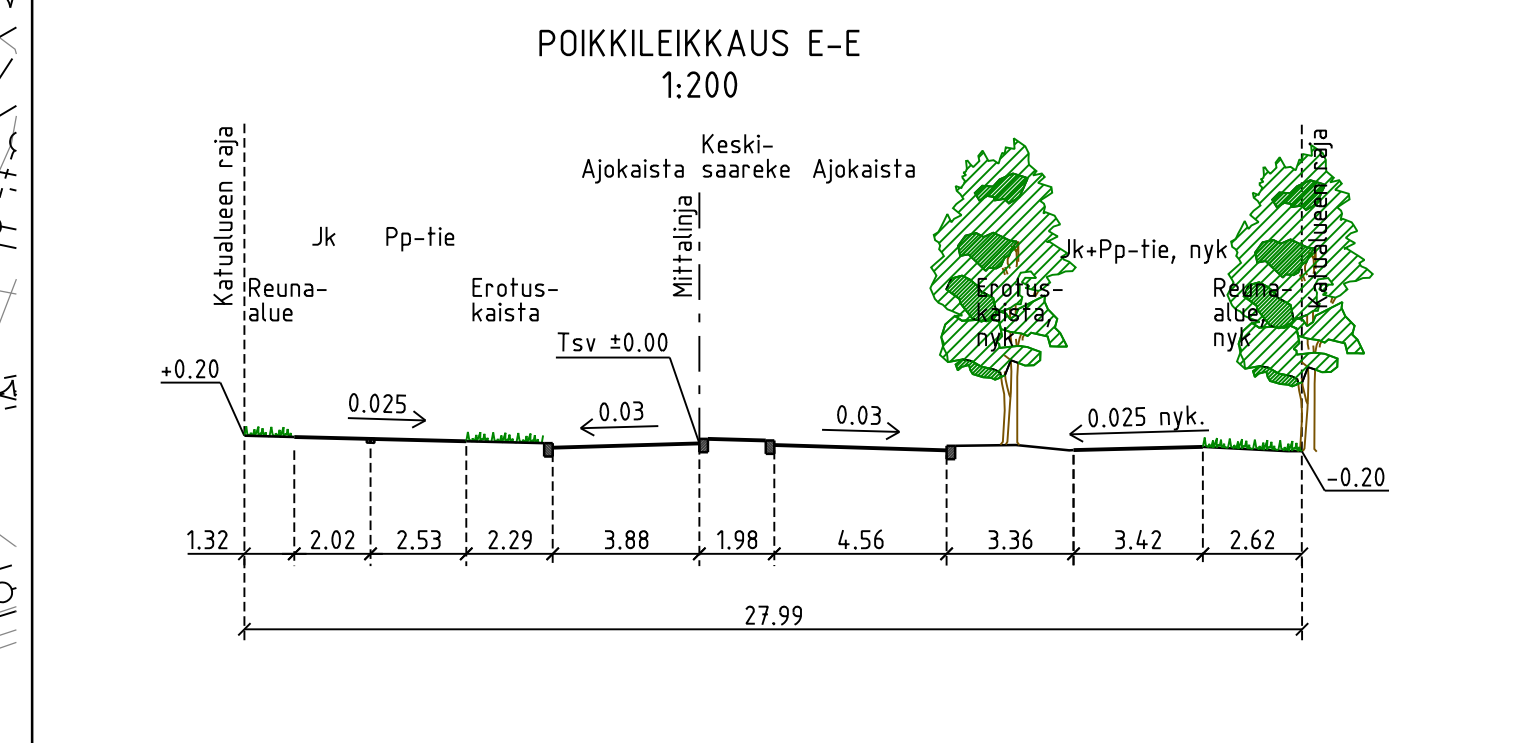 POIKKILEIKKAUS E-E
1:200
Katualueen raja
Keski-
Ajokaista saareke Ajokaista
Katualueen raja
Mittalinja
Jk Pp-tie
Jk+Pp-tie, nyk
Reuna-
alue
Erotus-
kaista
Erotus-
kaista,
nyk.
Reuna-
alue,
nyk
Tsv ±0.00
+0.20
0.025
0.03
0.03
0.025 nyk.
-0.20
1.32 2.02 2.53 2.29 3.88 1.98 4.56 3.36 3.42 2.62
27.99